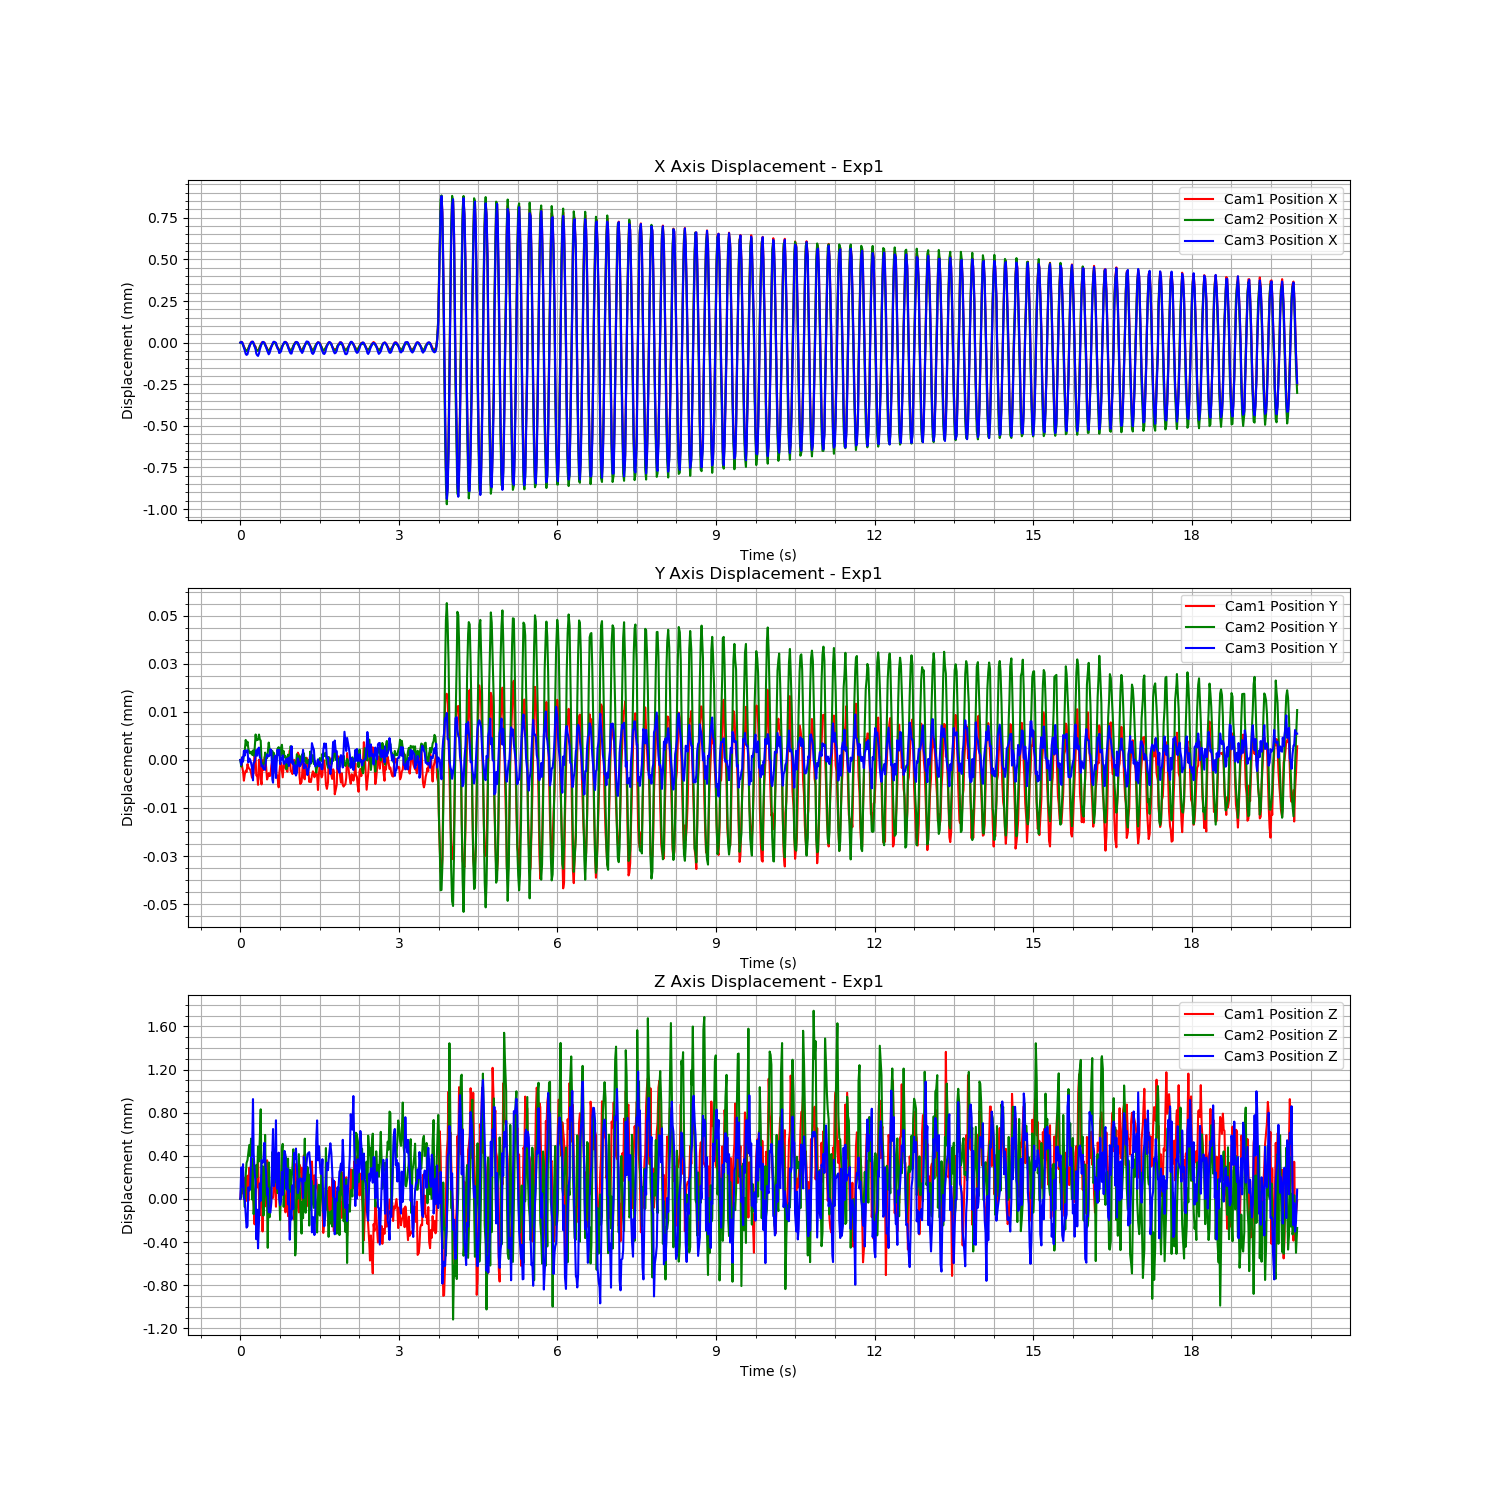 X Axis Displacement - Exp1
Displacement (mm)
0.75
0.50
0.25
0.00
-0.25
-0.50
-0.75
-1.00
Cam1 Position X
Cam2 Position X
Cam3 Position X
0 3 6 9 12 15 18
Time (s)
Y Axis Displacement - Exp1
Displacement (mm)
0.05
0.03
0.01
0.00
-0.01
-0.03
-0.05
Cam1 Position Y
Cam2 Position Y
Cam3 Position Y
0 3 6 9 12 15 18
Time (s)
Z Axis Displacement - Exp1
Displacement (mm)
1.60
1.20
0.80
0.40
0.00
-0.40
-0.80
-1.20
Cam1 Position Z
Cam2 Position Z
Cam3 Position Z
0 3 6 9 12 15 18
Time (s)